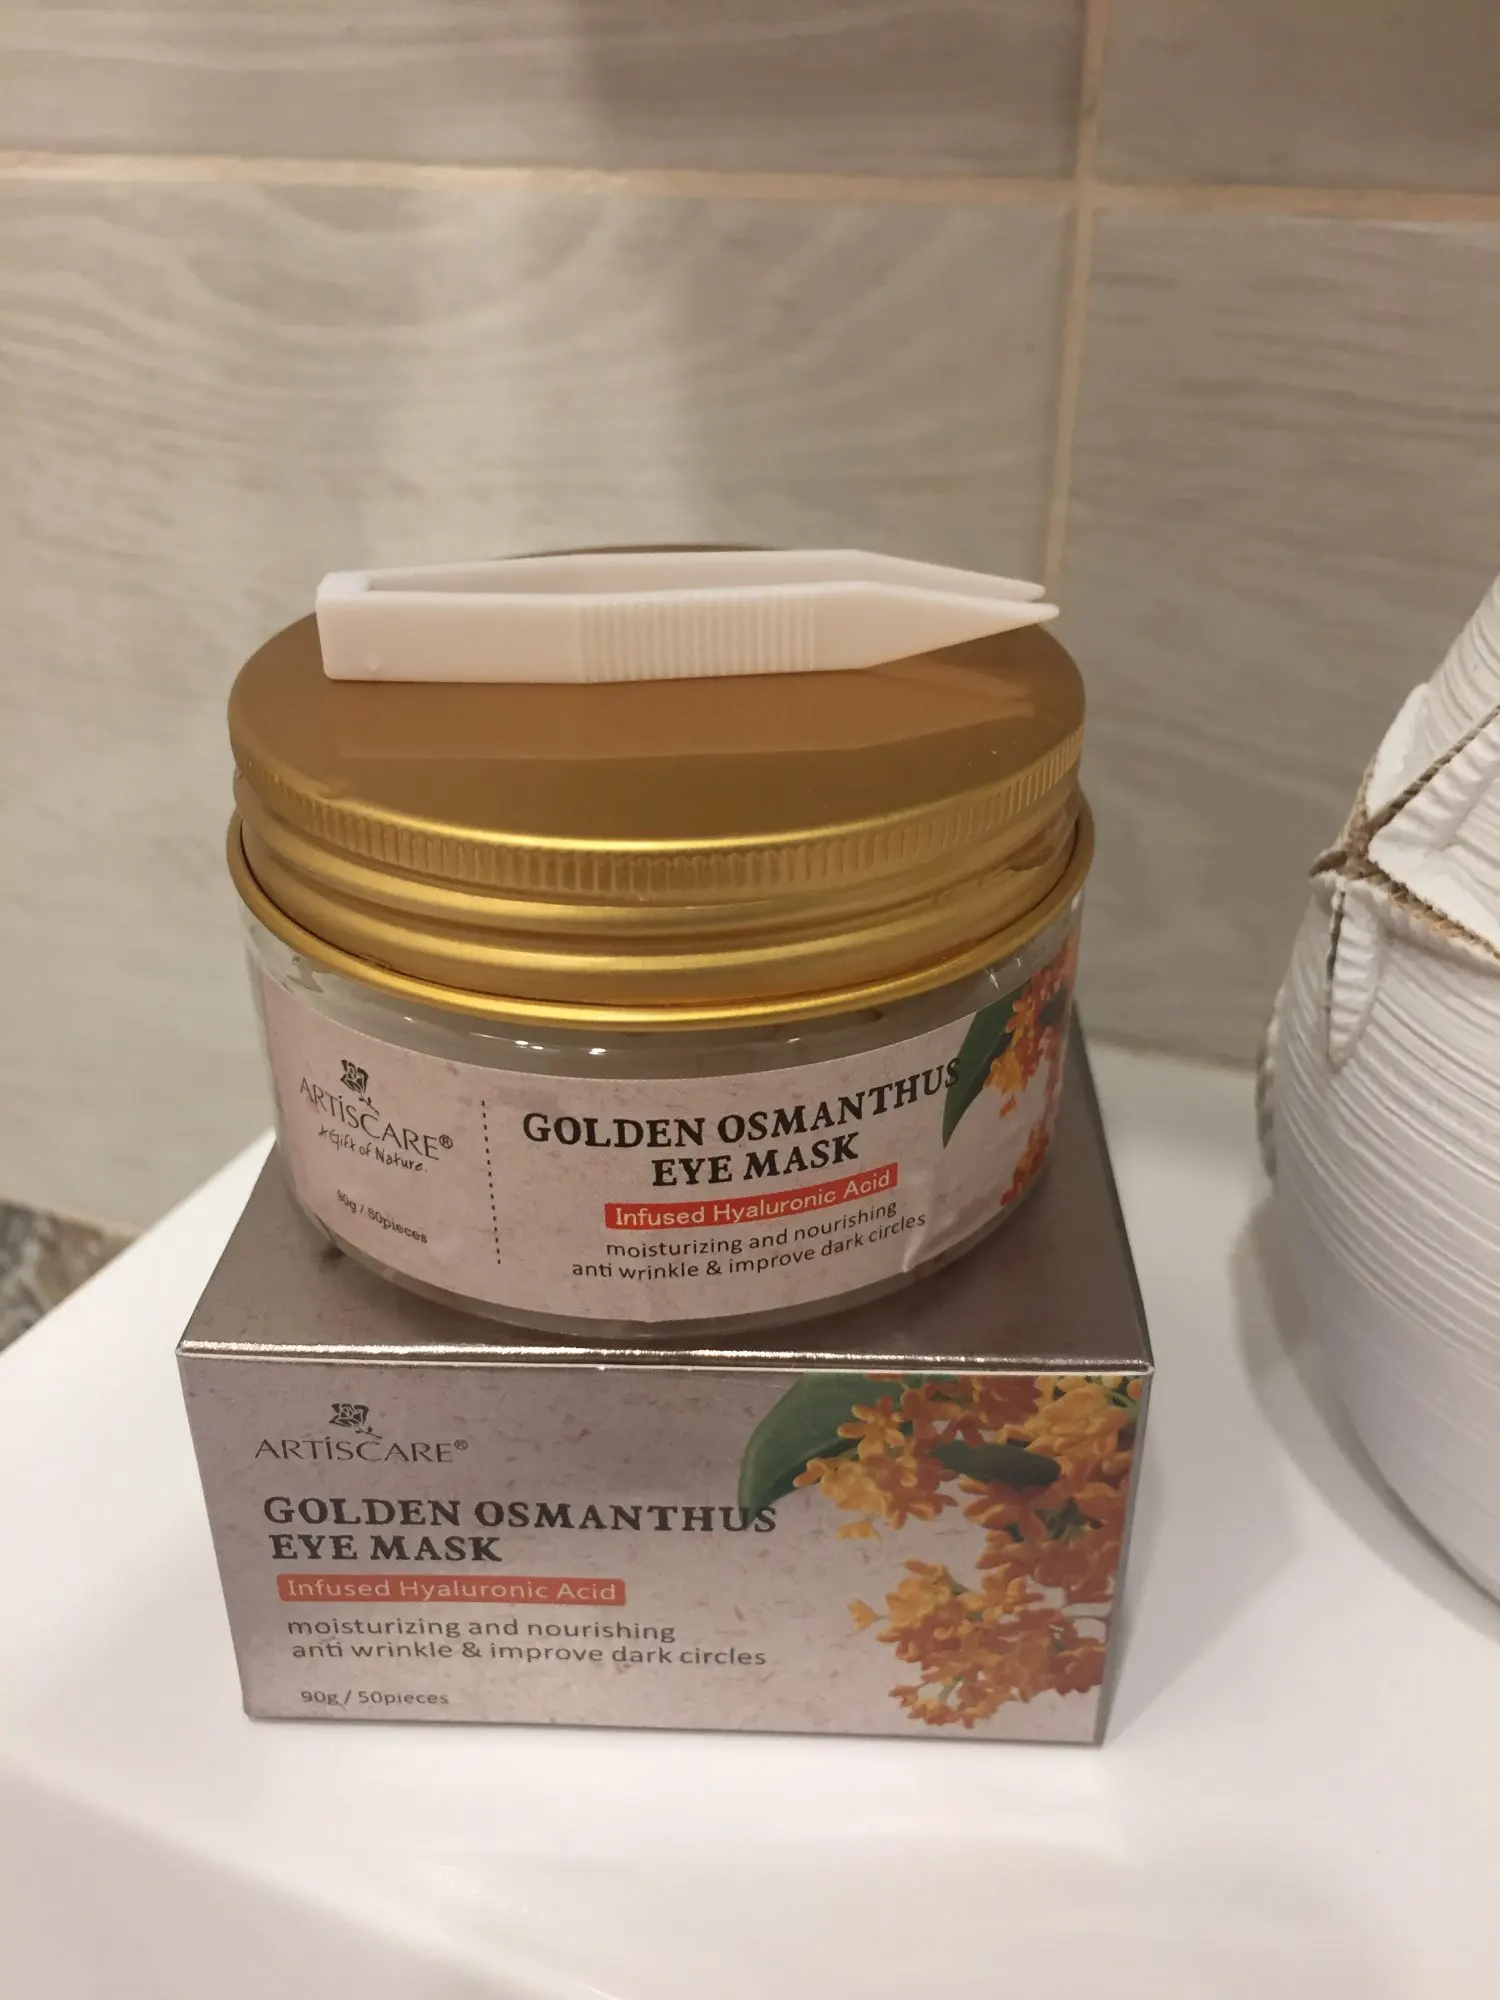 ARTISCARE®
A Gift of Nature.
90g / 50pieces
GOLDEN OSMANTHUS
EYE MASK
Infused Hyaluronic Acid
moisturizing and nourishing
anti wrinkle & improve dark circles
ARTISCARE®
GOLDEN OSMANTHUS
EYE MASK
Infused Hyaluronic Acid
moisturizing and nourishing
anti wrinkle & improve dark circles
90g / 50pieces